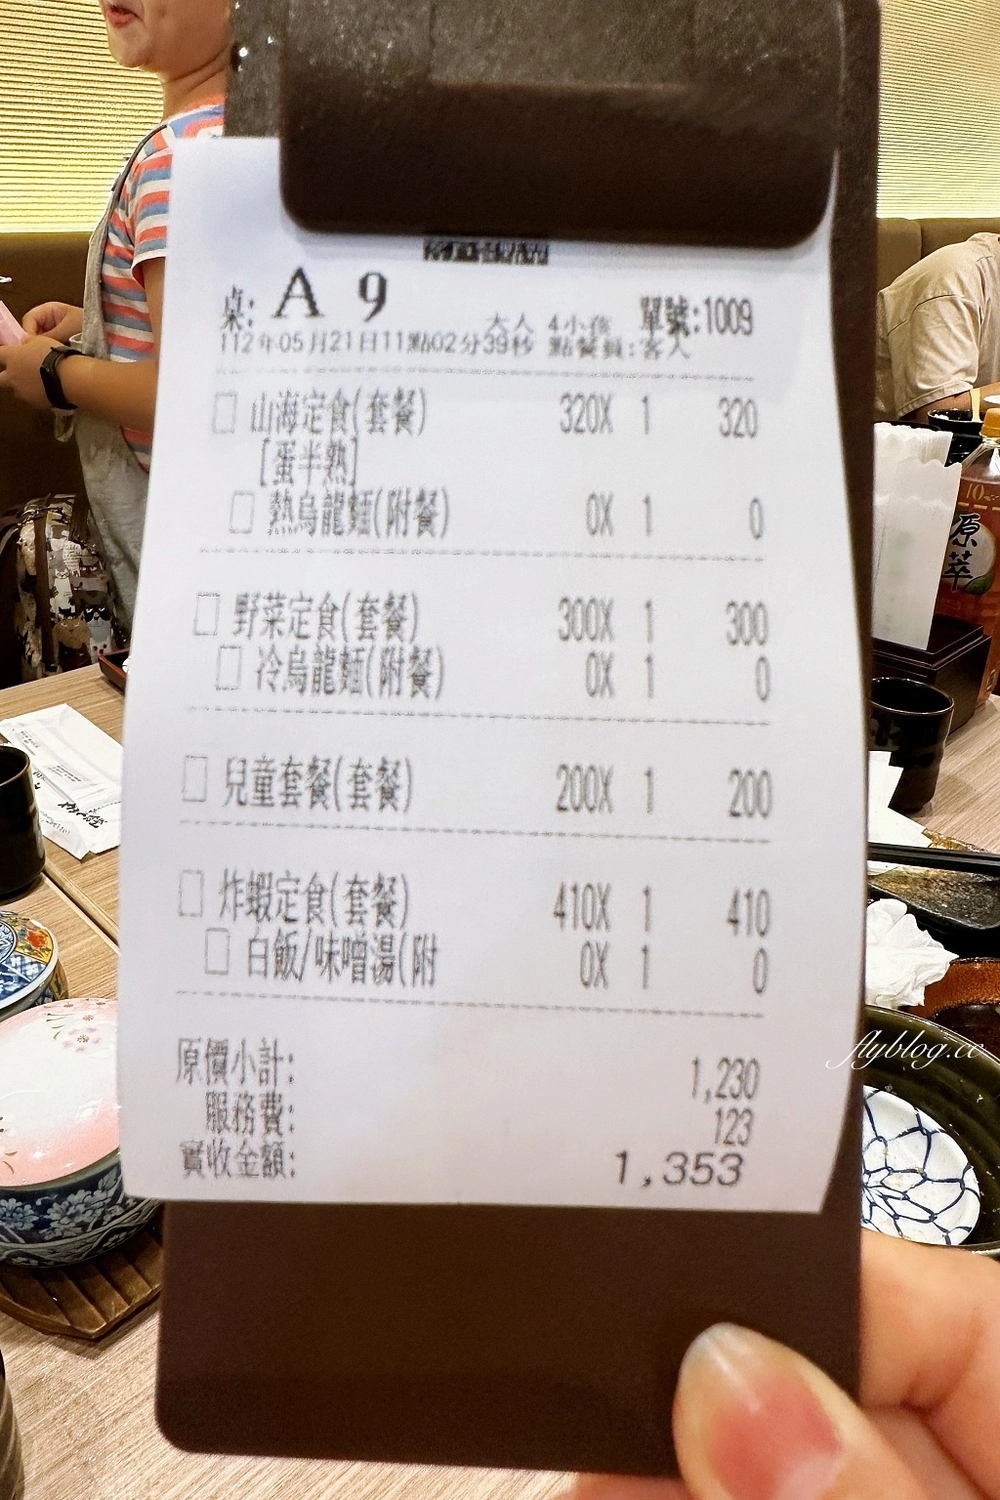 桌: A 9
大人 4小孩 單號:1009
112年05月21日11點02分39秒 點餐員:客人
山海定食(套餐) 320X 1 320
[蛋半熟]
熱烏龍麵(附餐) 0X 1 0
野菜定食(套餐) 300X 1 300
冷烏龍麵(附餐) 0X 1 0
兒童套餐(套餐) 200X 1 200
炸蝦定食(套餐) 410X 1 410
白飯/味噌湯(附 0X 1 0
原價小計: 1,230
服務費: 123
實收金額: 1,353
原萃
flyblog.cc